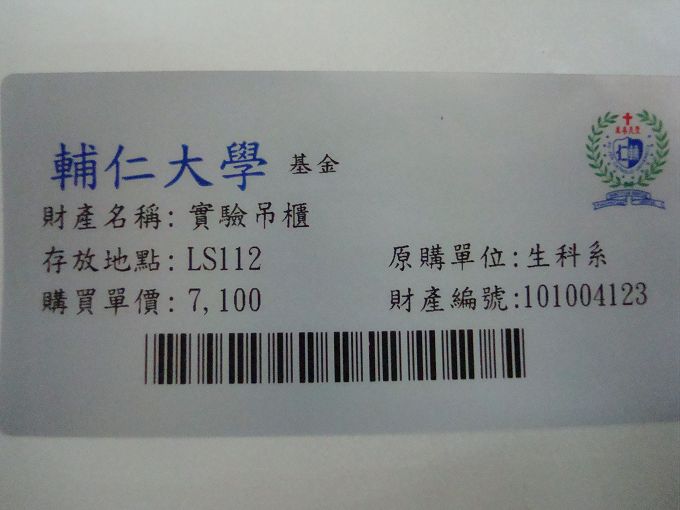 輔仁大學 基金
財產名稱: 實驗吊櫃
存放地點: LS112 原購單位:生科系
購買單價: 7,100 財產編號:101004123